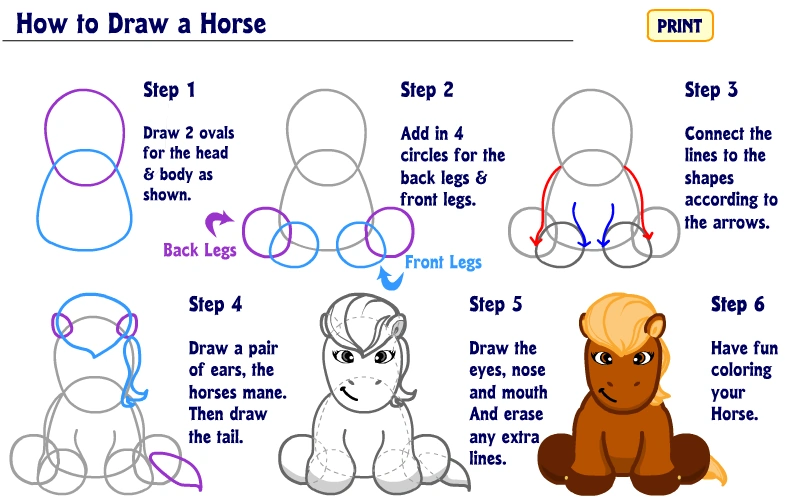 How to Draw a Horse
PRINT
Step 1
Draw 2 ovals
for the head
& body as
shown.
Step 2
Add in 4
circles for the
back legs &
front legs.
Back Legs
Front Legs
Step 3
Connect the
lines to the
shapes
according to
the arrows.
Step 4
Draw a pair
of ears, the
horses mane.
Then draw
the tail.
Step 5
Draw the
eyes, nose
and mouth
And erase
any extra
lines.
Step 6
Have fun
coloring
your
Horse.